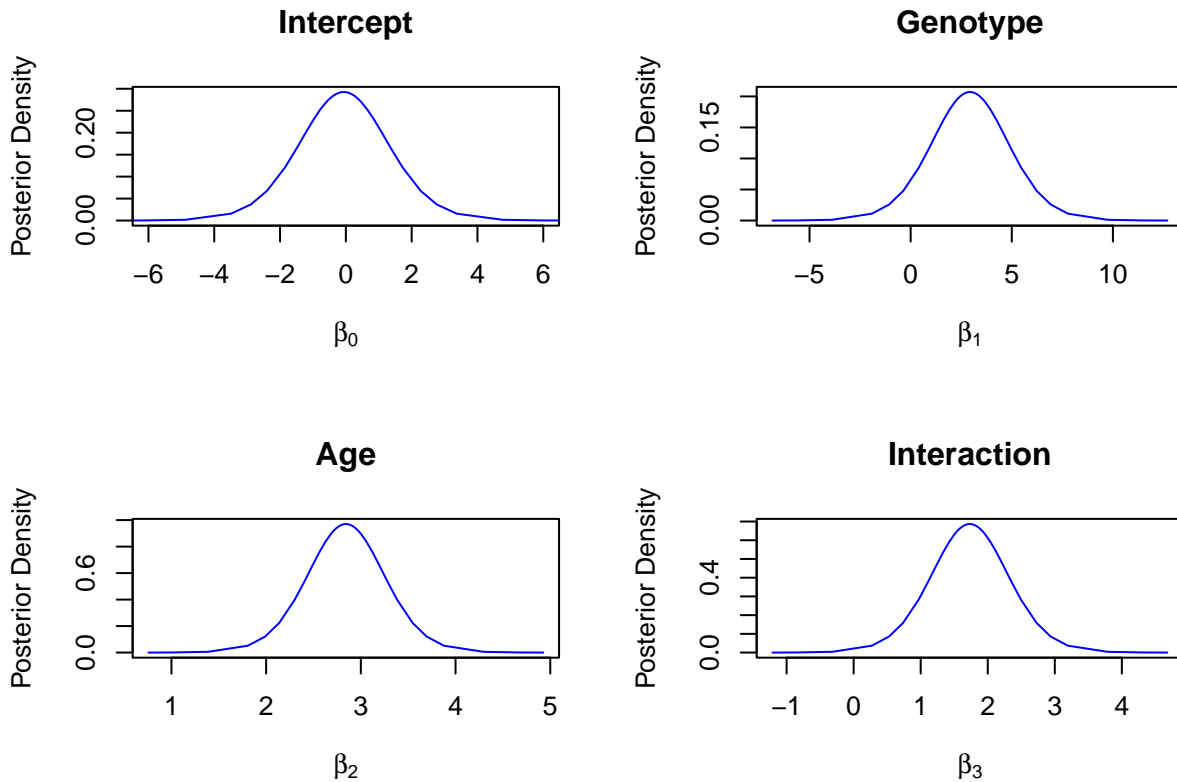 Intercept
Posterior Density
0.00 0.20
−6 −4 −2 0 2 4 6
β0
Genotype
Posterior Density
0.00 0.15
−5 0 5 10
β1
Age
Posterior Density
0.0 0.6
1 2 3 4 5
β2
Interaction
Posterior Density
0.0 0.4
−1 0 1 2 3 4
β3